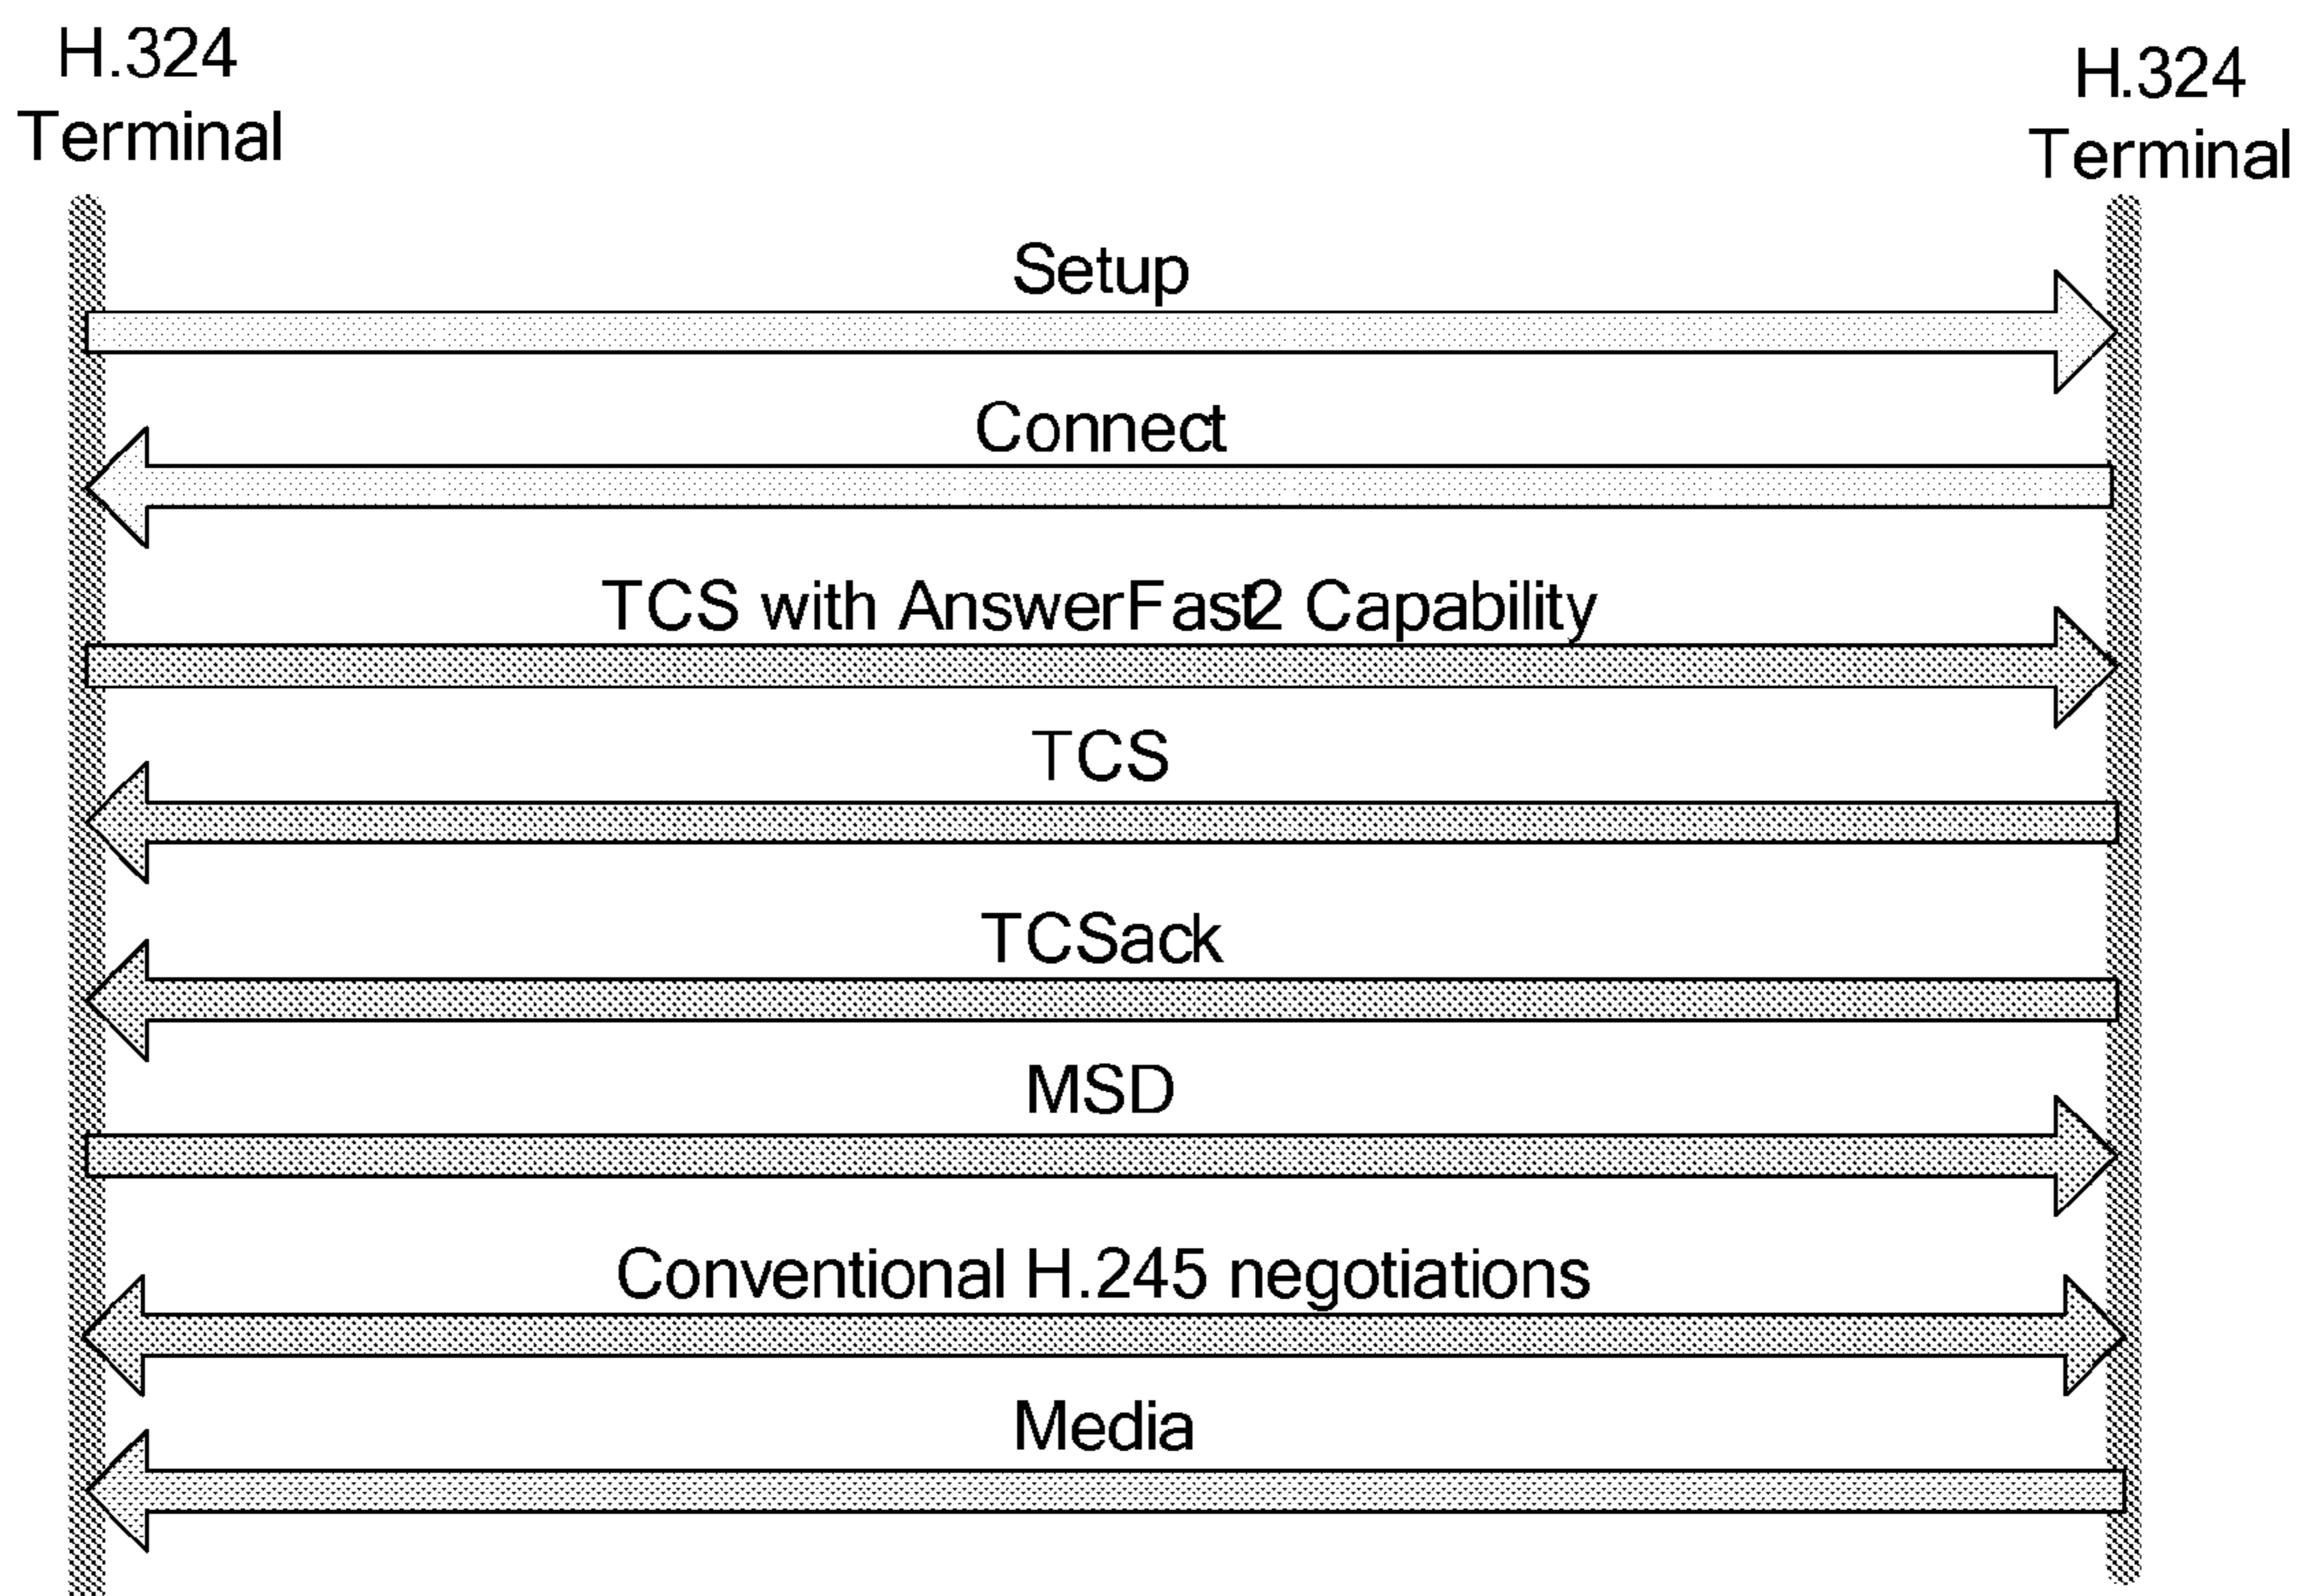 H.324
Terminal
H.324
Terminal
Setup
Connect
TCS with AnswerFast2 Capability
TCS
TCSack
MSD
Conventional H.245 negotiations
Media